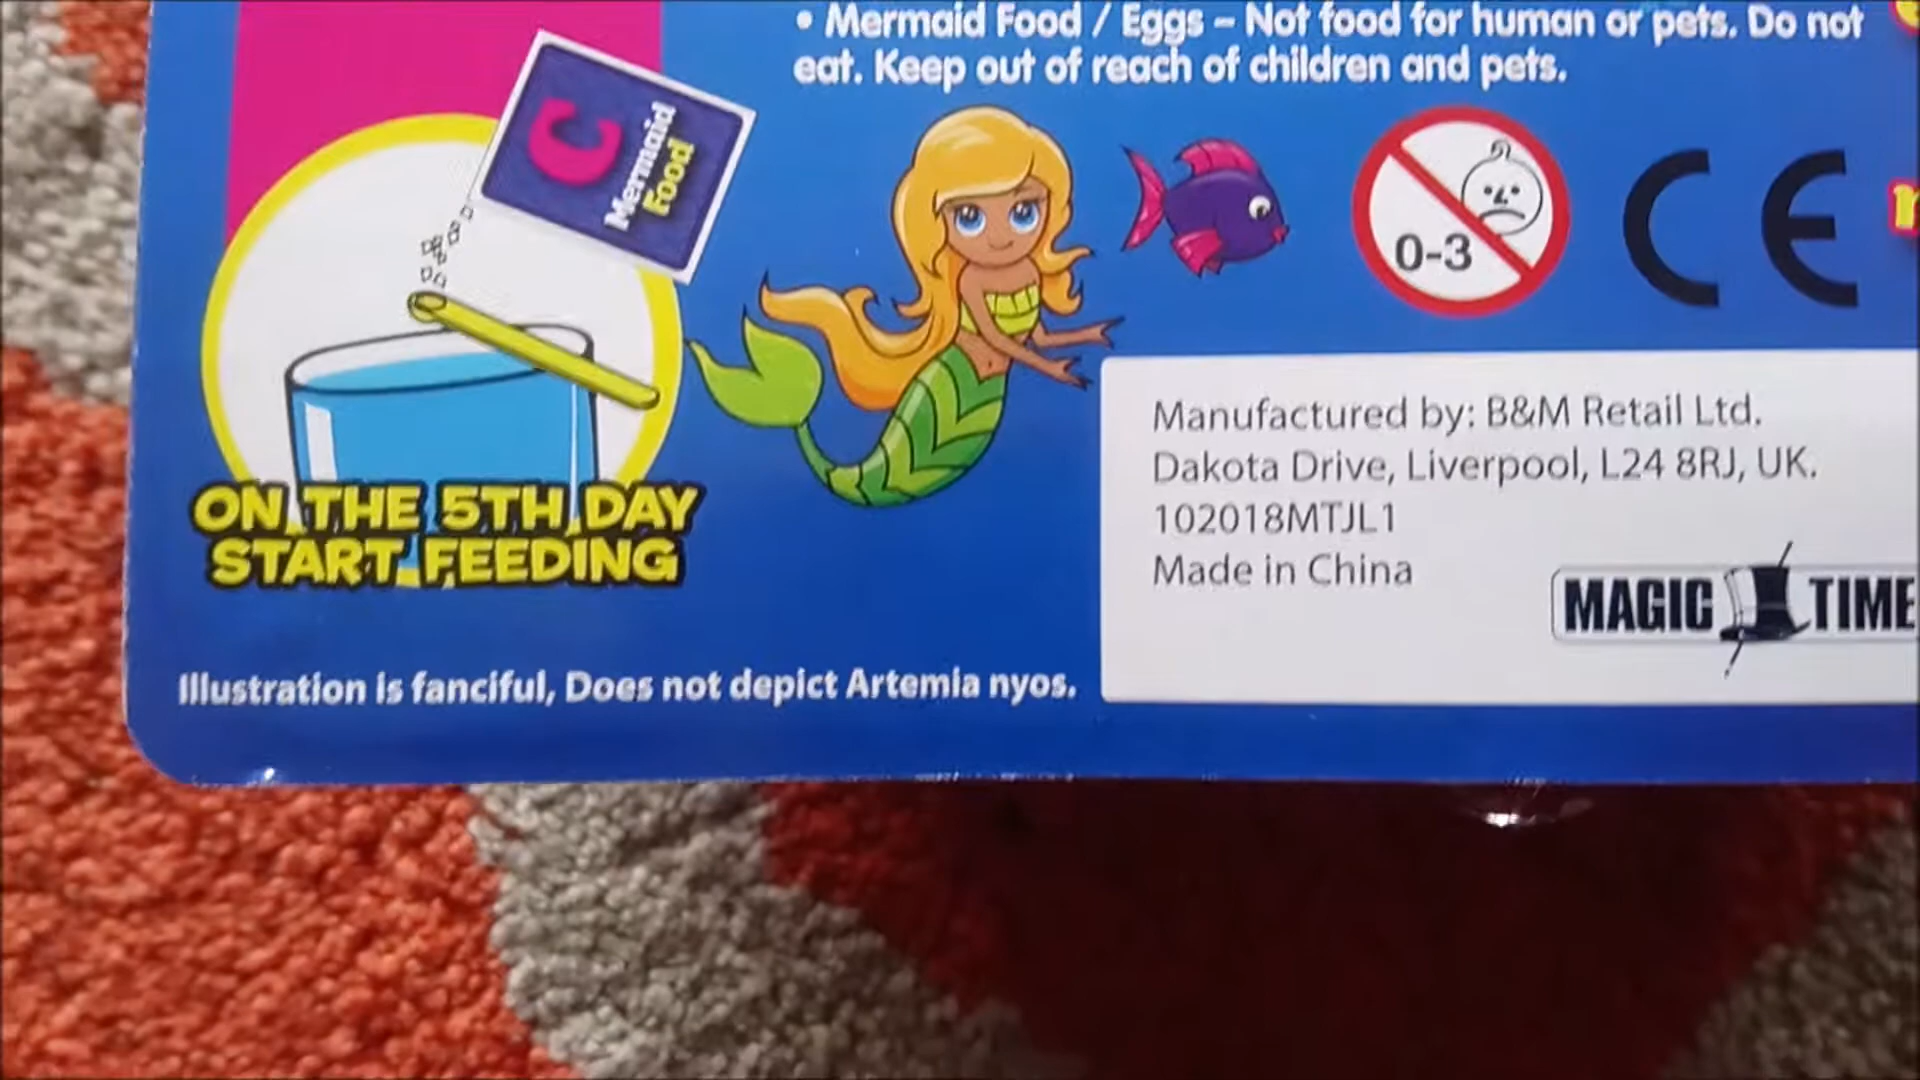 • Mermaid Food / Eggs – Not food for human or pets. Do not
eat. Keep out of reach of children and pets.
C
Mermaid
Food
0-3
CE
ON THE 5TH DAY
START FEEDING
Manufactured by: B&M Retail Ltd.
Dakota Drive, Liverpool, L24 8RJ, UK.
102018MTJL1
Made in China
MAGIC TIME
Illustration is fanciful, Does not depict Artemia nyos.